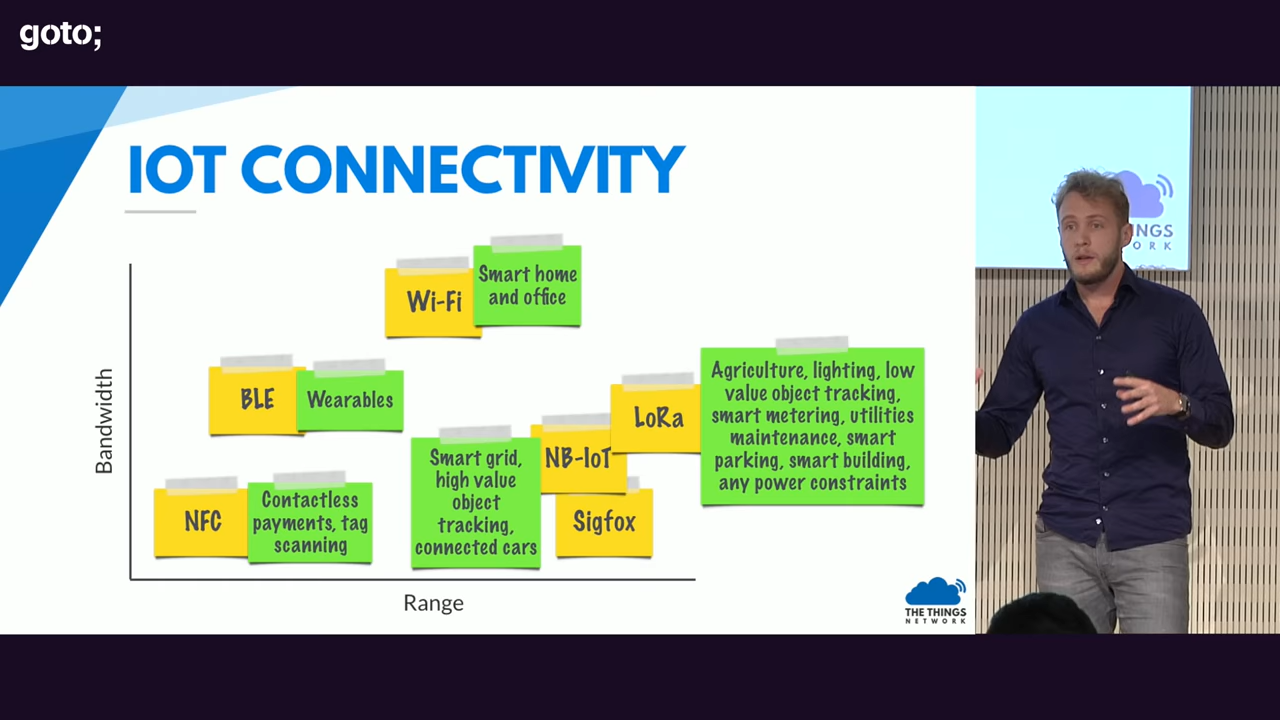 goto;
IOT CONNECTIVITY
Smart home
and office
Wi-Fi
BLE
Wearables
LoRa
Agriculture, lighting, low
value object tracking,
smart metering, utilities
maintenance, smart
parking, smart building,
any power constraints
NB-IoT
Smart grid,
high value
object
tracking,
connected cars
NFC
Contactless
payments, tag
scanning
Sigfox
Bandwidth
Range
THE THINGS
NETWORK
INGS
ORK